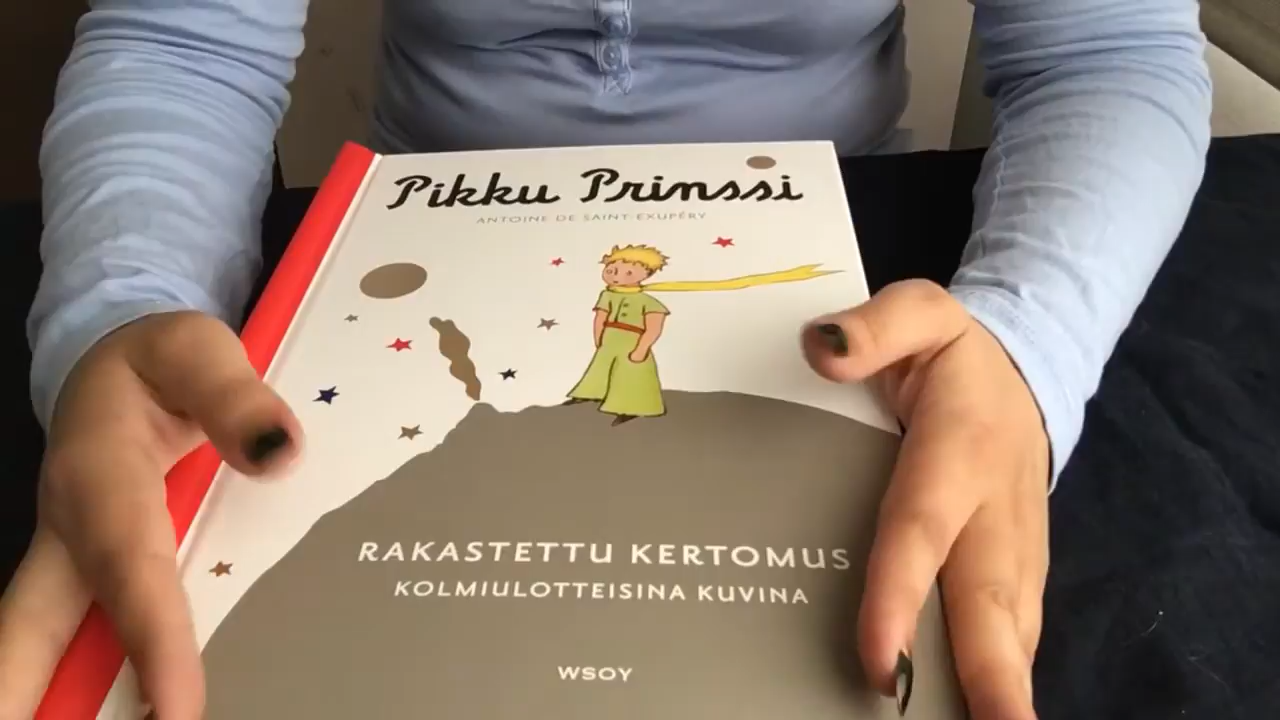 Pikku Prinssi
ANTOINE DE SAINT-EXUPÉRY
RAKASTETTU KERTOMUS
KOLMIULOTTEISINA KUVINA
WSOY